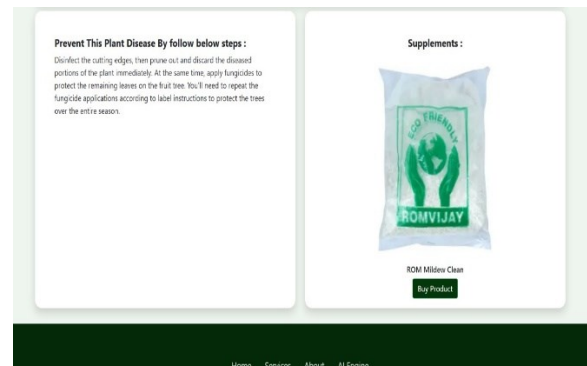 Prevent This Plant Disease By follow below steps :
Disinfect the cutting edges, then prune out and discard the diseased
portions of the plant immediately. At the same time, apply fungicides to
protect the remaining leaves on the fruit tree. You'll need to repeat the
fungicide applications according to label instructions to protect the trees
over the entire season.
Supplements :
ECO FRIENDLY
ROMVIJAY
ROM Mildew Clean
Buy Product
Home Services About AI Engine